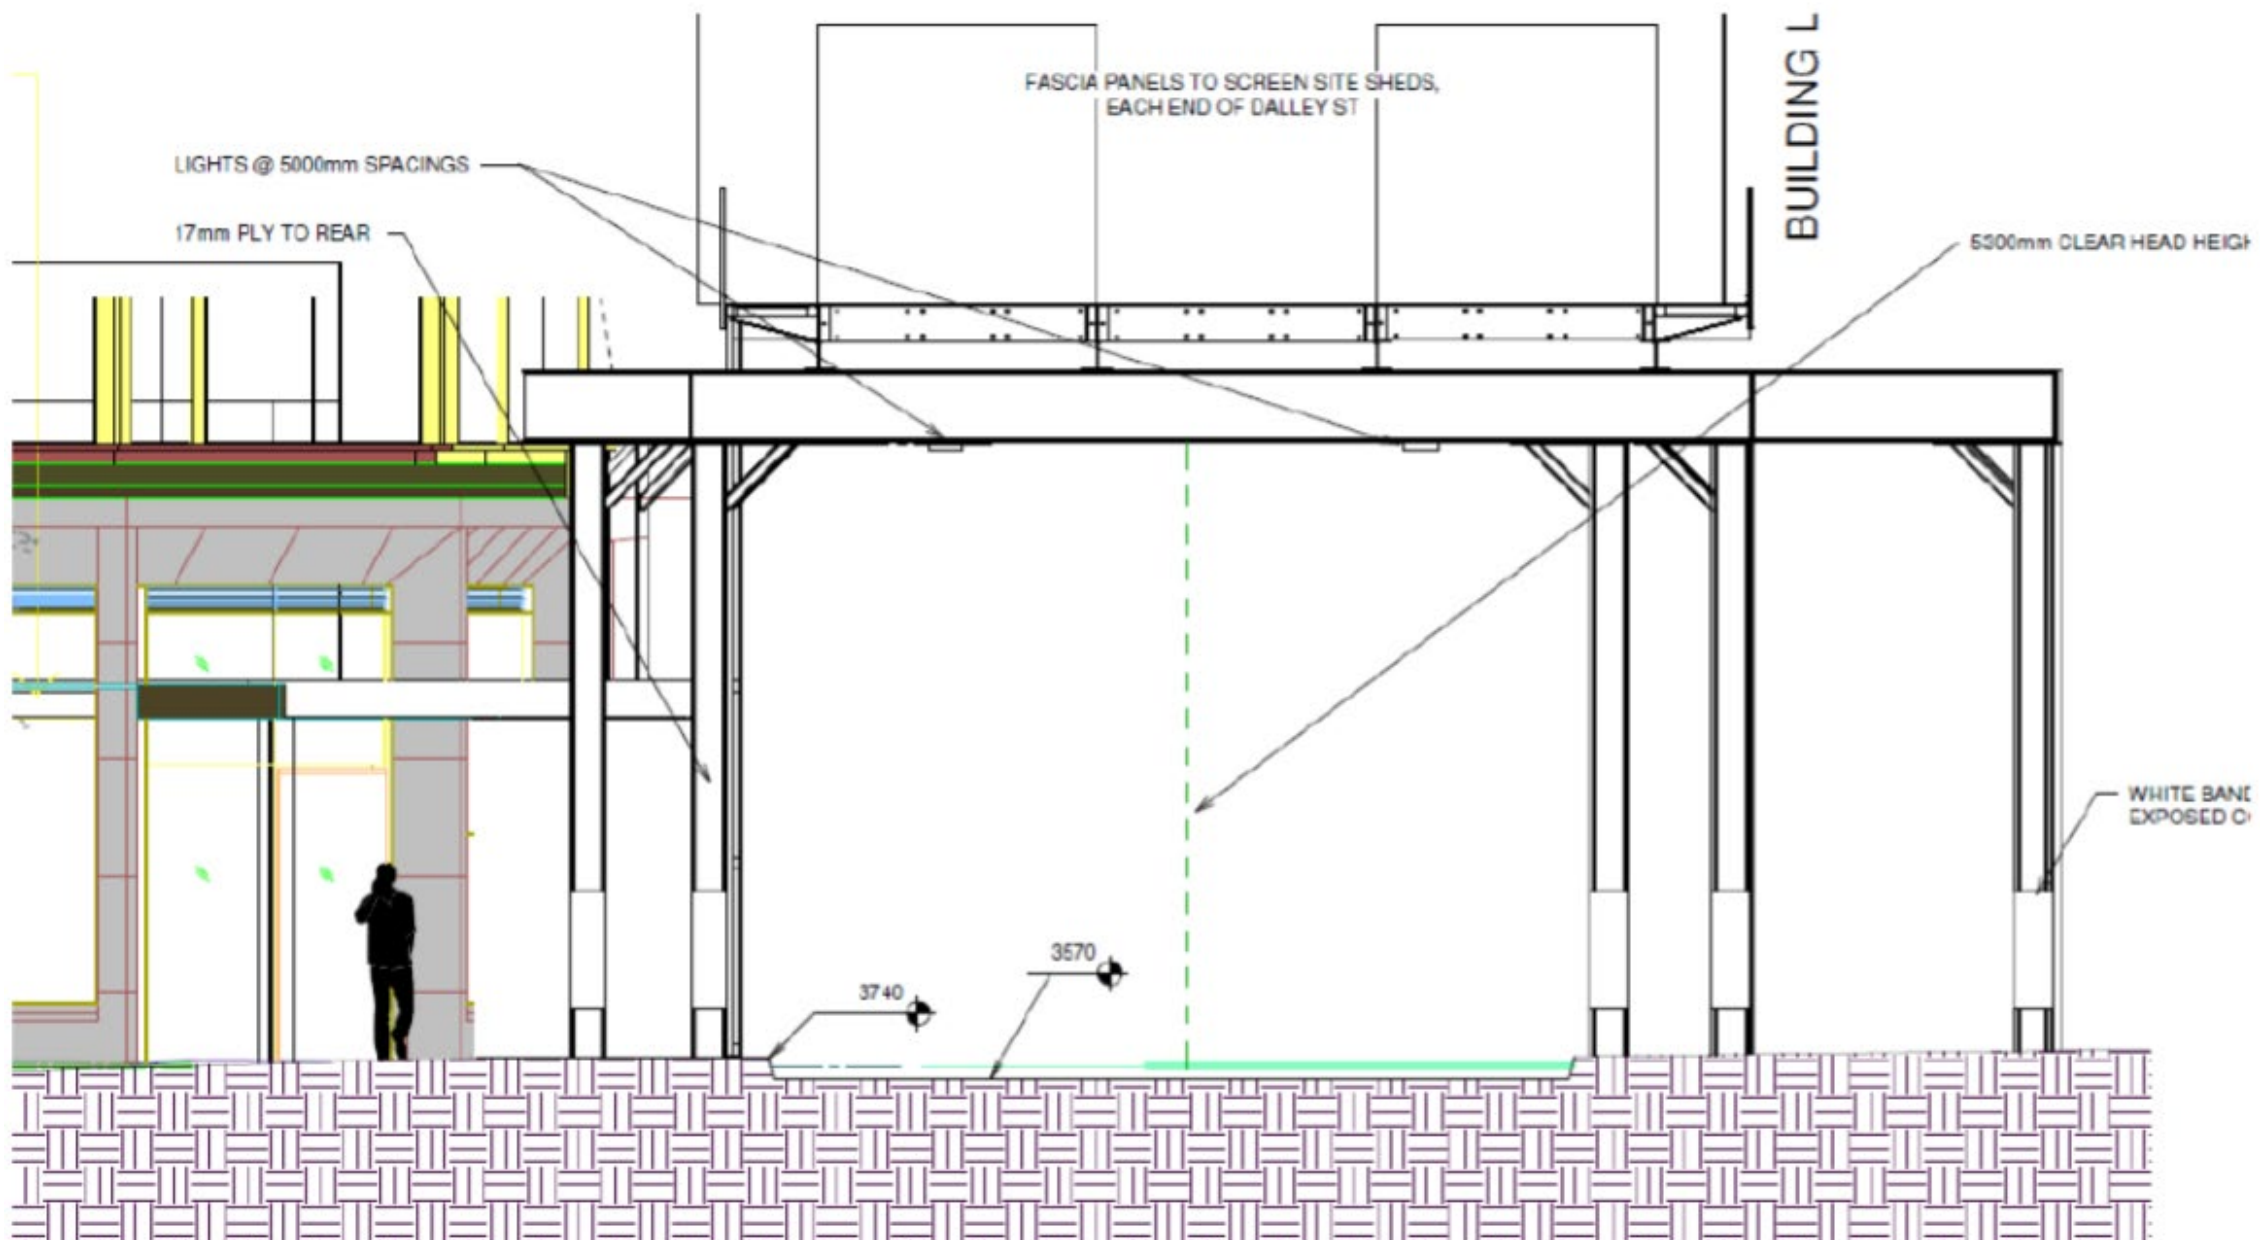 FASCIA PANELS TO SCREEN SITE SHEDS,
EACH END OF DALLEY ST
BUILDING L
LIGHTS @ 5000mm SPACINGS
17mm PLY TO REAR
5300mm CLEAR HEAD HEIGH
WHITE BAND
EXPOSED C
3570
3740